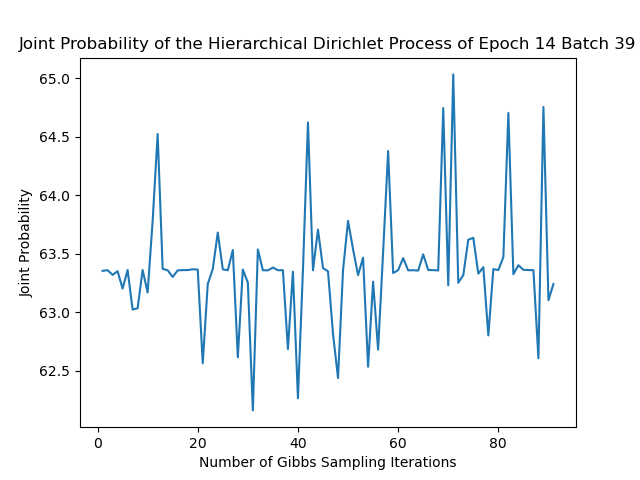 Joint Probability of the Hierarchical Dirichlet Process of Epoch 14 Batch 39
65.0
64.5
64.0
63.5
63.0
62.5
Joint Probability
0 20 40 60 80
Number of Gibbs Sampling Iterations